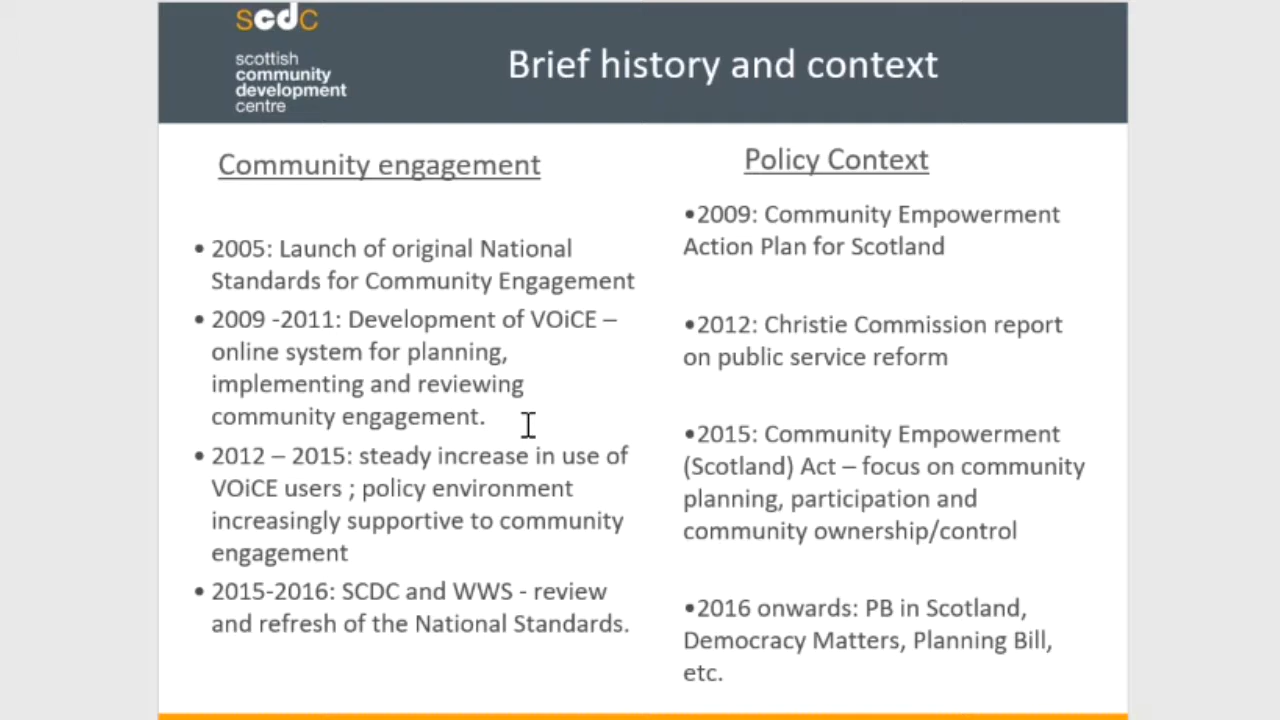 scdc
scottish
community
development
centre
Brief history and context
Community engagement
• 2005: Launch of original National
Standards for Community Engagement
• 2009 -2011: Development of VOiCE –
online system for planning,
implementing and reviewing
community engagement.
• 2012 – 2015: steady increase in use of
VOiCE users ; policy environment
increasingly supportive to community
engagement
• 2015-2016: SCDC and WWS - review
and refresh of the National Standards.
Policy Context
•2009: Community Empowerment
Action Plan for Scotland
•2012: Christie Commission report
on public service reform
•2015: Community Empowerment
(Scotland) Act – focus on community
planning, participation and
community ownership/control
•2016 onwards: PB in Scotland,
Democracy Matters, Planning Bill,
etc.